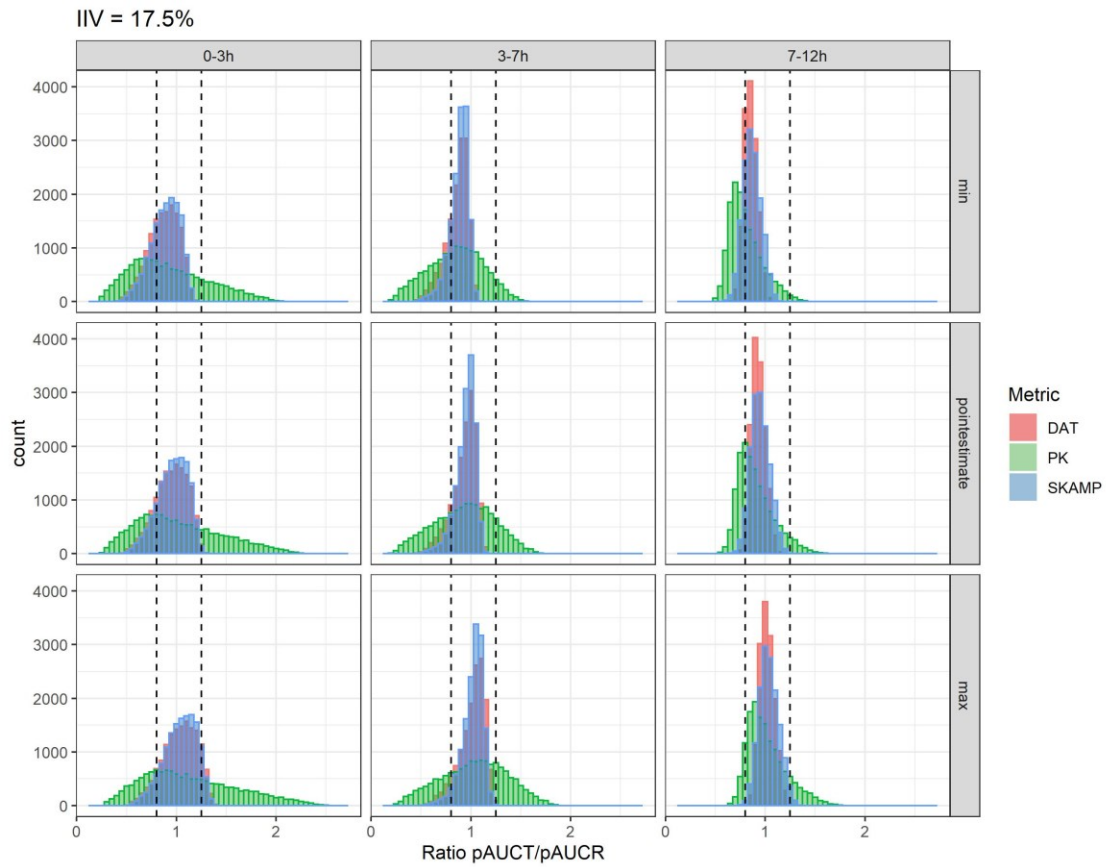 IIV = 17.5%
0-3h
3-7h
7-12h
4000
3000
2000
1000
0
min
4000
3000
2000
1000
0
pointestimate
4000
3000
2000
1000
0
max
count
0 1 2 0 1 2 0 1 2
Ratio pAUCT/pAUCR
Metric
DAT
PK
SKAMP